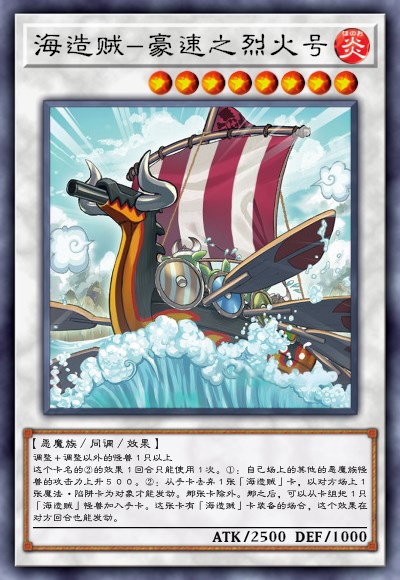 海造贼-豪速之烈火号
炎
ほのお
【恶魔族／同调／效果】
调整＋调整以外的怪兽1只以上
这个卡名的②的效果1回合只能使用1次。①：自己场上的其他的恶魔族怪兽
的攻击力上升500。②：从手卡丢弃1张「海造贼」卡，以对方场上1
张魔法·陷阱卡为对象才能发动。那张卡除外。那之后，可以从卡组把1只
「海造贼」怪兽加入手卡。这张卡有「海造贼」卡装备的场合，这个效果在
对方回合也能发动。
ATK/2500 DEF/1000